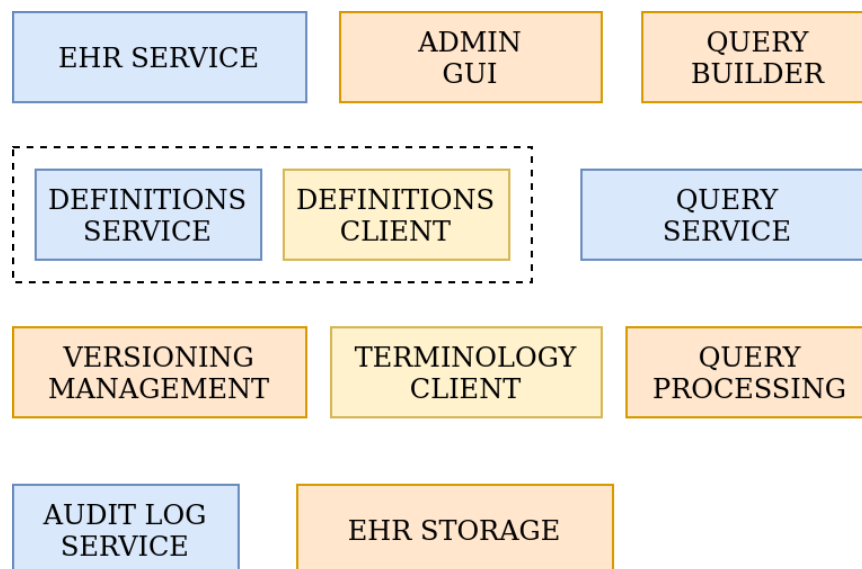 EHR SERVICE
ADMIN
GUI
QUERY
BUILDER
DEFINITIONS
SERVICE
DEFINITIONS
CLIENT
QUERY
SERVICE
VERSIONING
MANAGEMENT
TERMINOLOGY
CLIENT
QUERY
PROCESSING
AUDIT LOG
SERVICE
EHR STORAGE